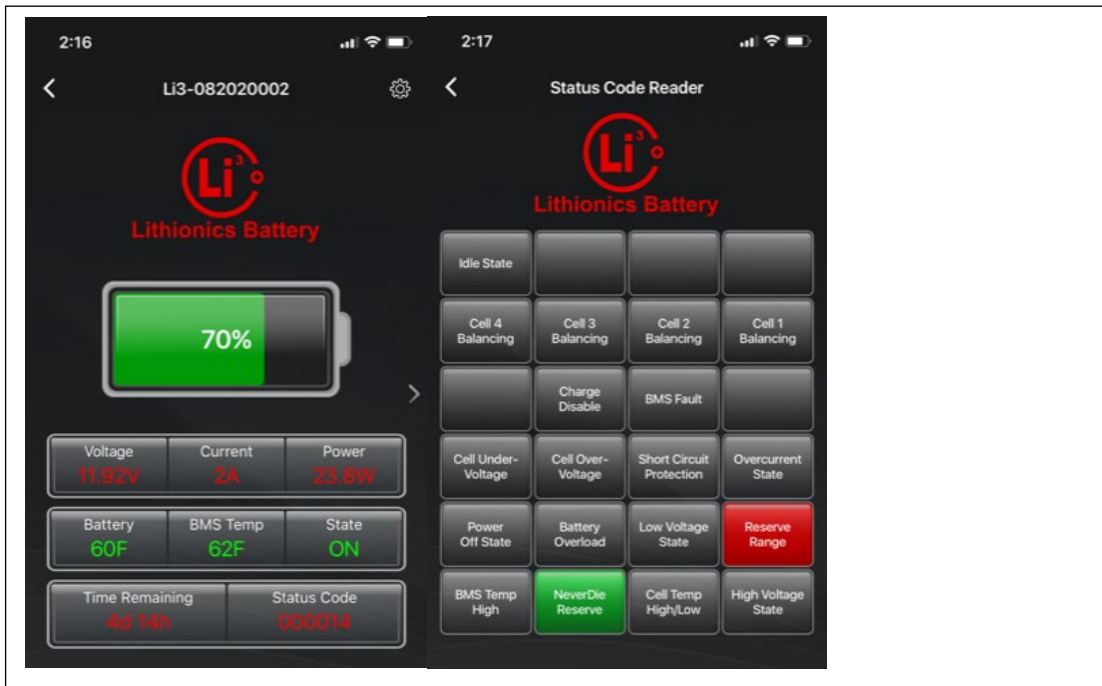 2:16
Li3-082020002
Li3+
Lithionics Battery
70%
Voltage Current Power
11.92V 2A 23.8W
Battery BMS Temp State
60F 62F ON
Time Remaining Status Code
4d 14h 000014
2:17
Status Code Reader
Li3+
Lithionics Battery
Idle State
Cell 4 Cell 3 Cell 2 Cell 1
Balancing Balancing Balancing Balancing
Charge
Disable
BMS Fault
Cell Under- Cell Over- Short Circuit Overcurrent
Voltage Voltage Protection State
Power Battery Low Voltage Reserve
Off State Overload State Range
BMS Temp NeverDie Cell Temp High Voltage
High Reserve High/Low State